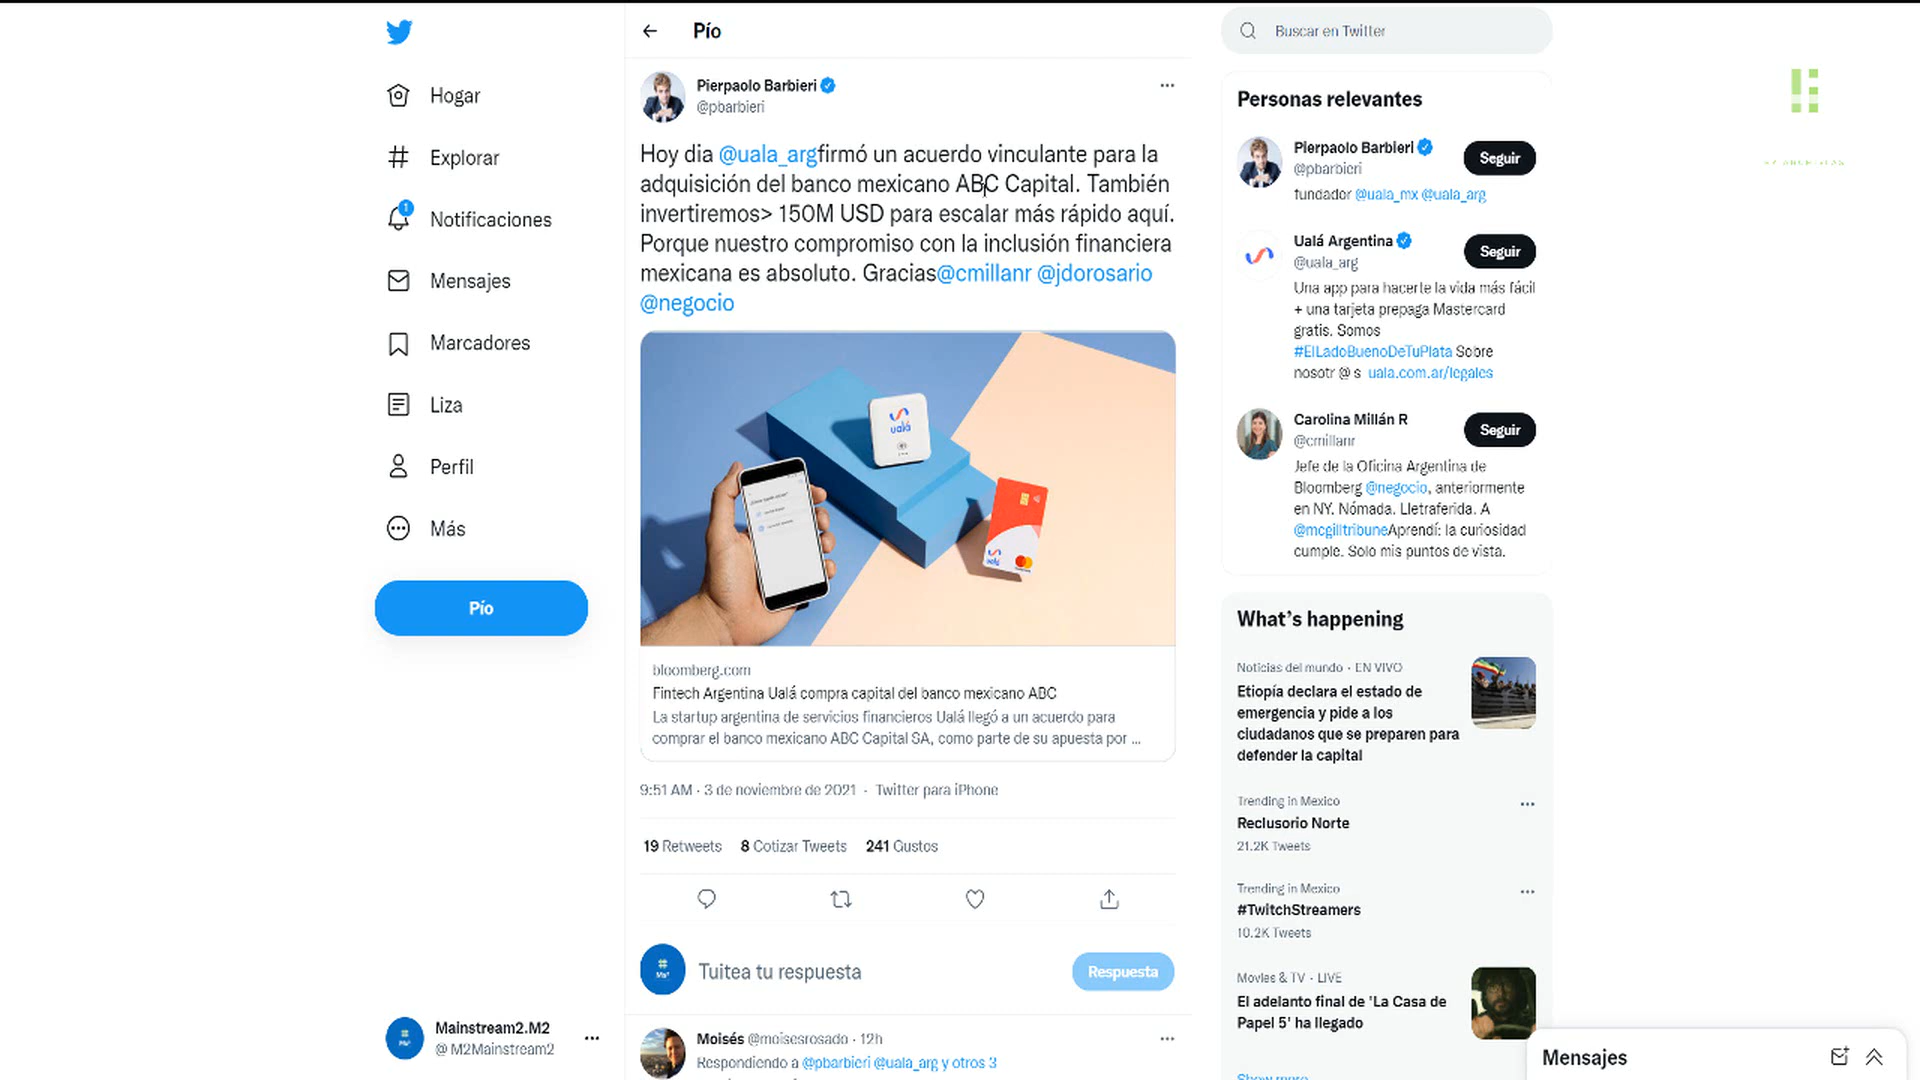 Hogar
Explorar
1
Notificaciones
Mensajes
Marcadores
Liza
Perfil
Más
Pío
Mainstream2.M2
@ M2Mainstream2
Pío
Pierpaolo Barbieri
@pbarbieri
Hoy dia @uala_argfirmó un acuerdo vinculante para la
adquisición del banco mexicano ABC Capital. También
invertiremos> 150M USD para escalar más rápido aquí.
Porque nuestro compromiso con la inclusión financiera
mexicana es absoluto. Gracias@cmillanr @jdorosario
@negocio
ualá
ualá
bloomberg.com
Fintech Argentina Ualá compra capital del banco mexicano ABC
La startup argentina de servicios financieros Ualá llegó a un acuerdo para
comprar el banco mexicano ABC Capital SA, como parte de su apuesta por ...
9:51 AM · 3 de noviembre de 2021 · Twitter para iPhone
19 Retweets 8 Cotizar Tweets 241 Gustos
Tuitea tu respuesta
Respuesta
Moisés @moisesrosado · 12h
Respondiendo a @pbarbieri @uala_arg y otros 3
Buscar en Twitter
Personas relevantes
Pierpaolo Barbieri
@pbarbieri
Seguir
fundador @uala_mx @uala_arg
Ualá Argentina
@uala_arg
Seguir
Una app para hacerte la vida más fácil
+ una tarjeta prepaga Mastercard
gratis. Somos
#ElLadoBuenoDeTuPlata Sobre
nosotr @ s uala.com.ar/legales
Carolina Millán R
@cmillanr
Seguir
Jefe de la Oficina Argentina de
Bloomberg @negocio, anteriormente
en NY. Nómada. Lletraferida. A
@mcgilltribuneAprendí: la curiosidad
cumple. Solo mis puntos de vista.
What's happening
Noticias del mundo · EN VIVO
Etiopía declara el estado de
emergencia y pide a los
ciudadanos que se preparen para
defender la capital
Trending in Mexico
Reclusorio Norte
21.2K Tweets
Trending in Mexico
#TwitchStreamers
10.2K Tweets
Movies & TV · LIVE
El adelanto final de 'La Casa de
Papel 5' ha llegado
Show more
Mensajes